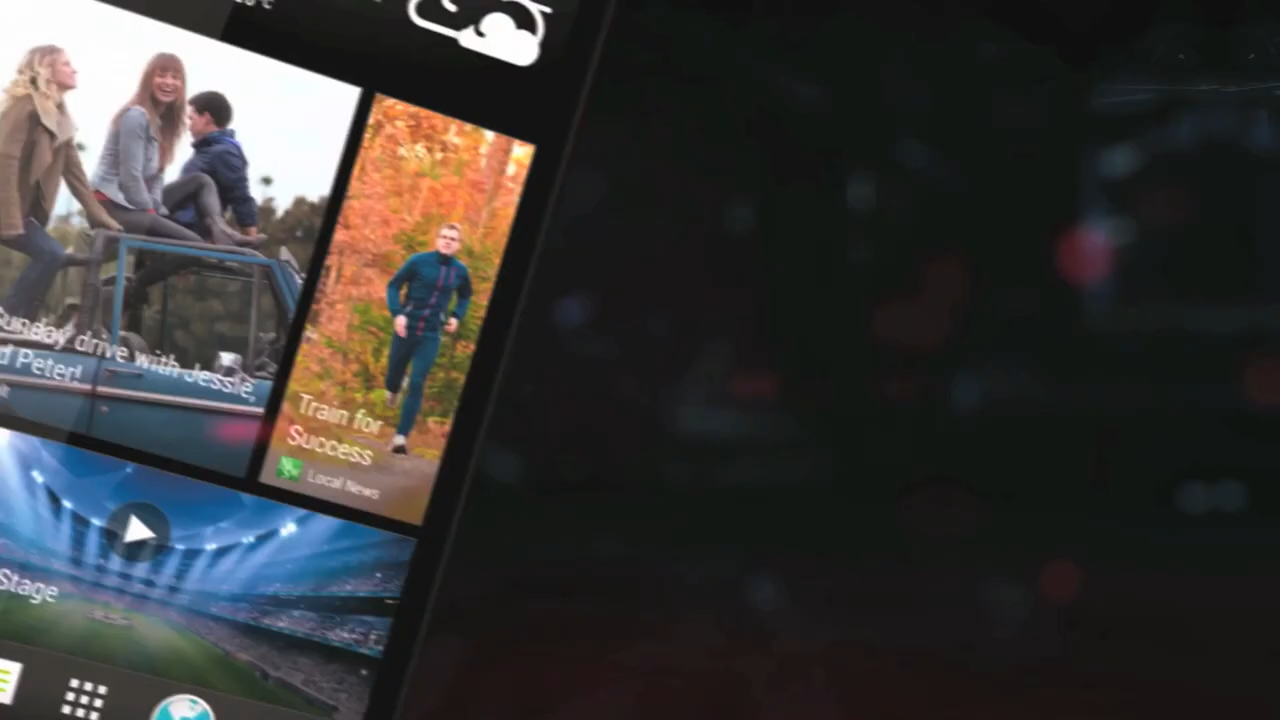 Sunday drive with Jessie,
d Peter!
Train for
Success
Local News
Stage